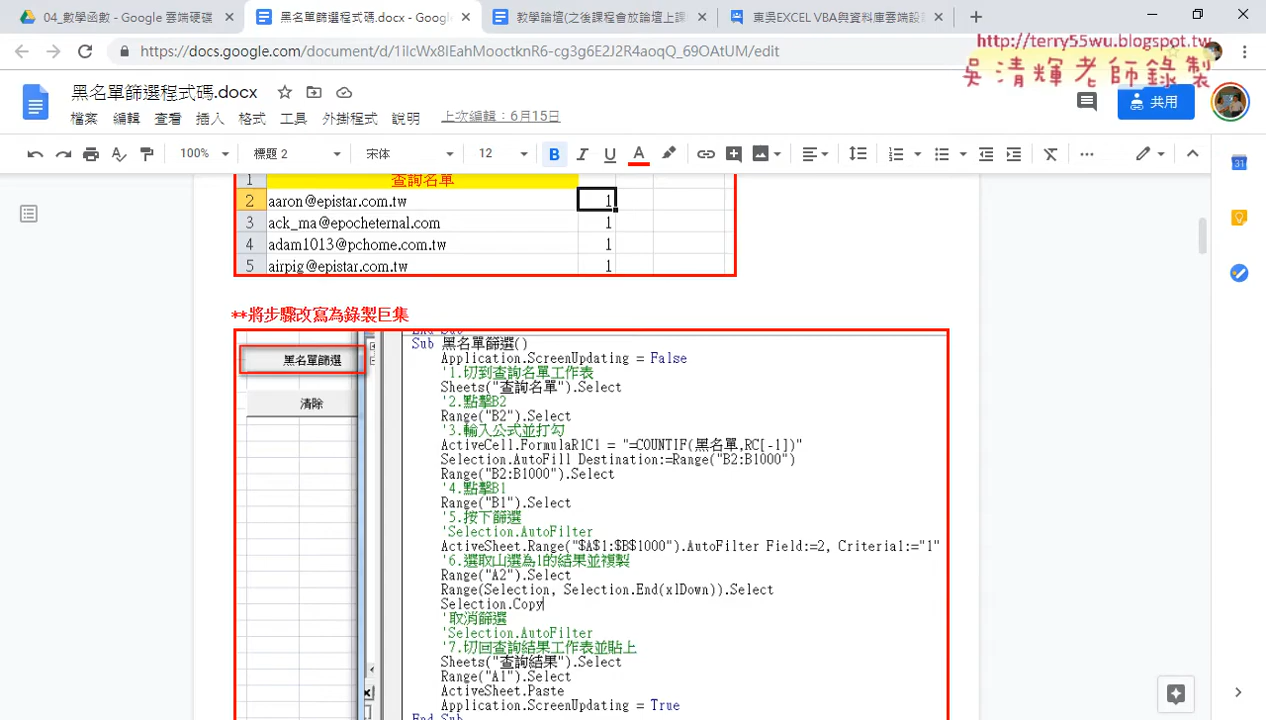 04_數學函數 - Google 雲端硬碟
黑名單篩選程式碼.docx - Google
教學論壇(之後課程會放論壇上課
東吳EXCEL VBA與資料庫雲端設
https://docs.google.com/document/d/1ilcWx8IEahMooctknR6-cg3g6E2J2R4aoqQ_69OAtUM/edit
http://terry55wu.blogspot.tw
吳清輝老師錄製
黑名單篩選程式碼.docx
共用
檔案 編輯 查看 插入 格式 工具 外掛程式 說明 上次編輯：6月15日
100% 標題 2 宋体 12 B I U A
31
1 查詢名單
2 aaron@epistar.com.tw 1
3 ack_ma@epocheternal.com 1
4 adam1013@pchome.com.tw 1
5 airpig@epistar.com.tw 1
**將步驟改寫為錄製巨集
黑名單篩選
清除
End Sub
Sub 黑名單篩選()
Application.ScreenUpdating = False
'1.切到查詢名單工作表
Sheets("查詢名單").Select
'2.點擊B2
Range("B2").Select
'3.輸入公式並打勾
ActiveCell.FormulaR1C1 = "=COUNTIF(黑名單,RC[-1])"
Selection.AutoFill Destination:=Range("B2:B1000")
Range("B2:B1000").Select
'4.點擊B1
Range("B1").Select
'5.按下篩選
'Selection.AutoFilter
ActiveSheet.Range("$A$1:$B$1000").AutoFilter Field:=2, Criteria1:="1"
'6.選取山選為1的結果並複製
Range("A2").Select
Range(Selection, Selection.End(xlDown)).Select
Selection.Copy
'取消篩選
'Selection.AutoFilter
'7.切回查詢結果工作表並貼上
Sheets("查詢結果").Select
Range("A1").Select
ActiveSheet.Paste
Application.ScreenUpdating = True
End Sub